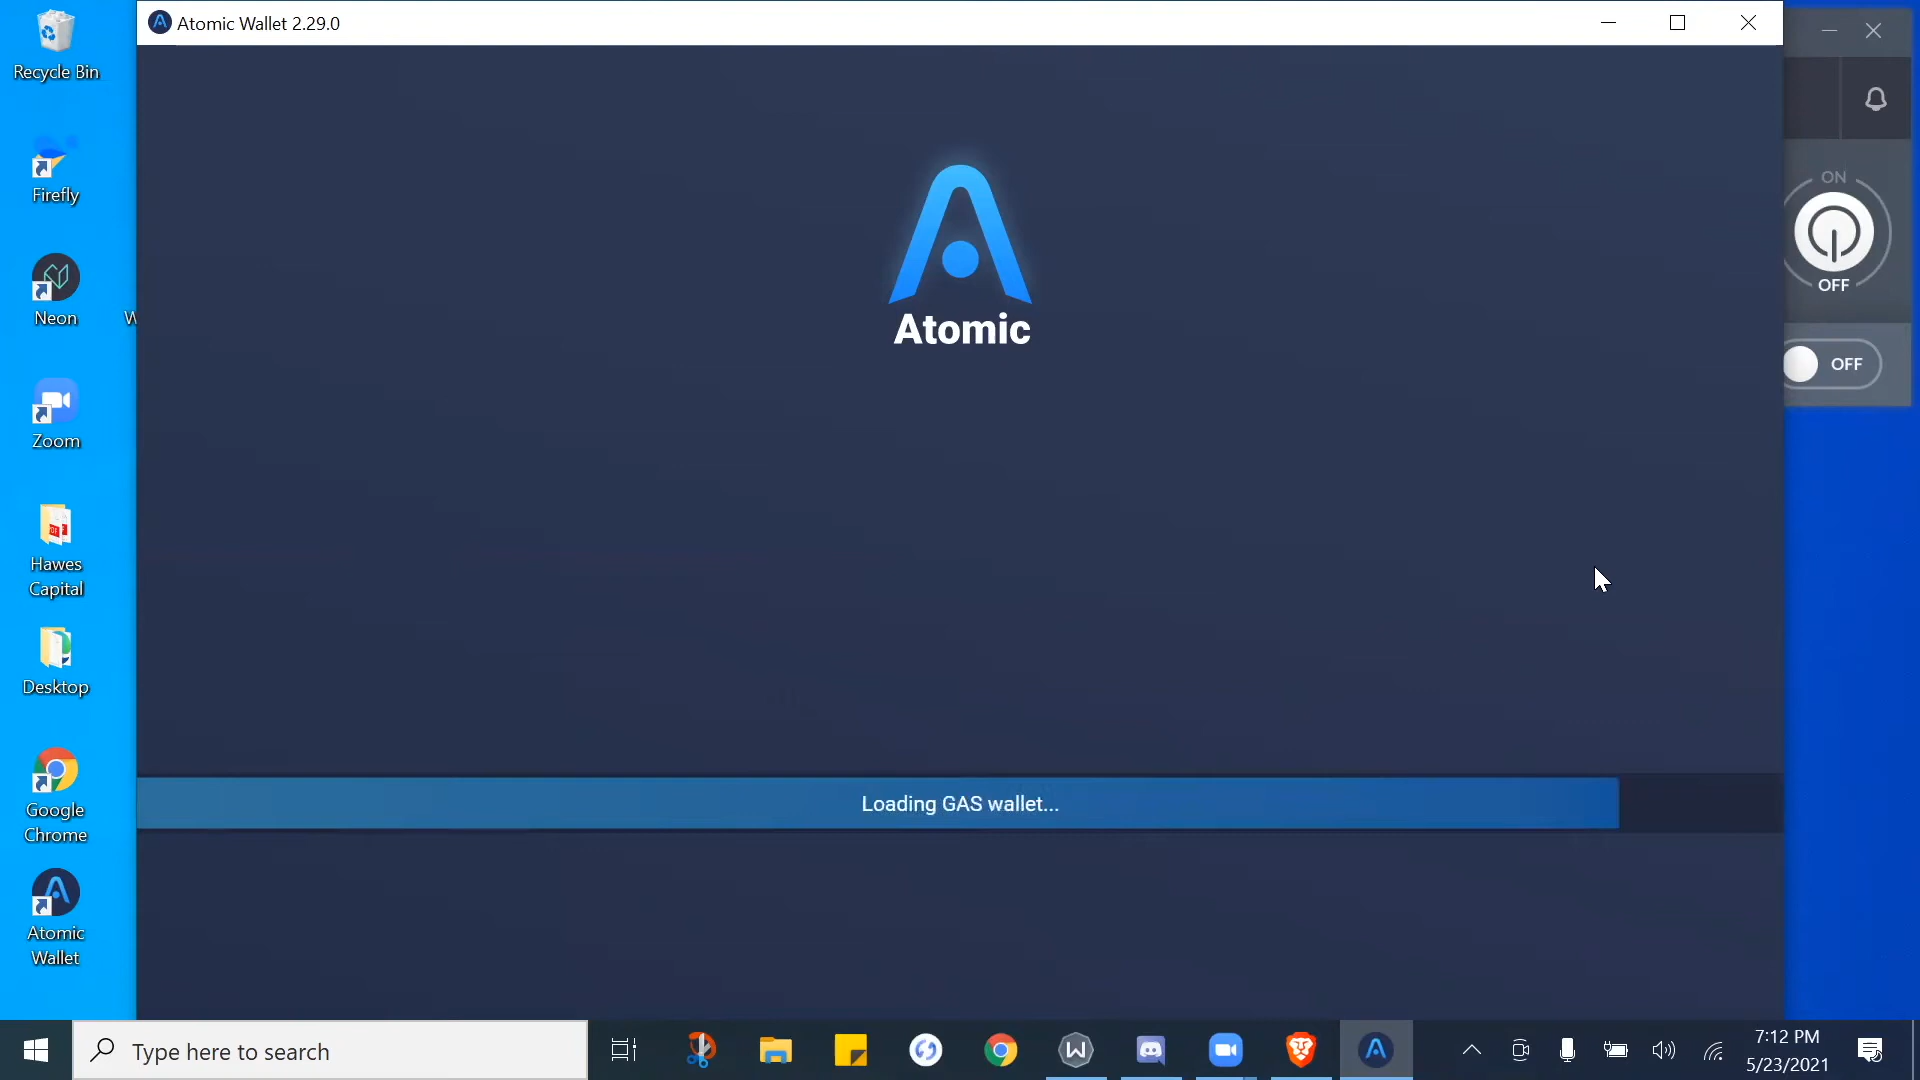 Atomic Wallet 2.29.0
Recycle Bin
Firefly
Neon
W
Zoom
Hawes
Capital
Desktop
Google
Chrome
Atomic
Wallet
Atomic
Loading GAS wallet...
ON
OFF
OFF
Type here to search
7:12 PM
5/23/2021